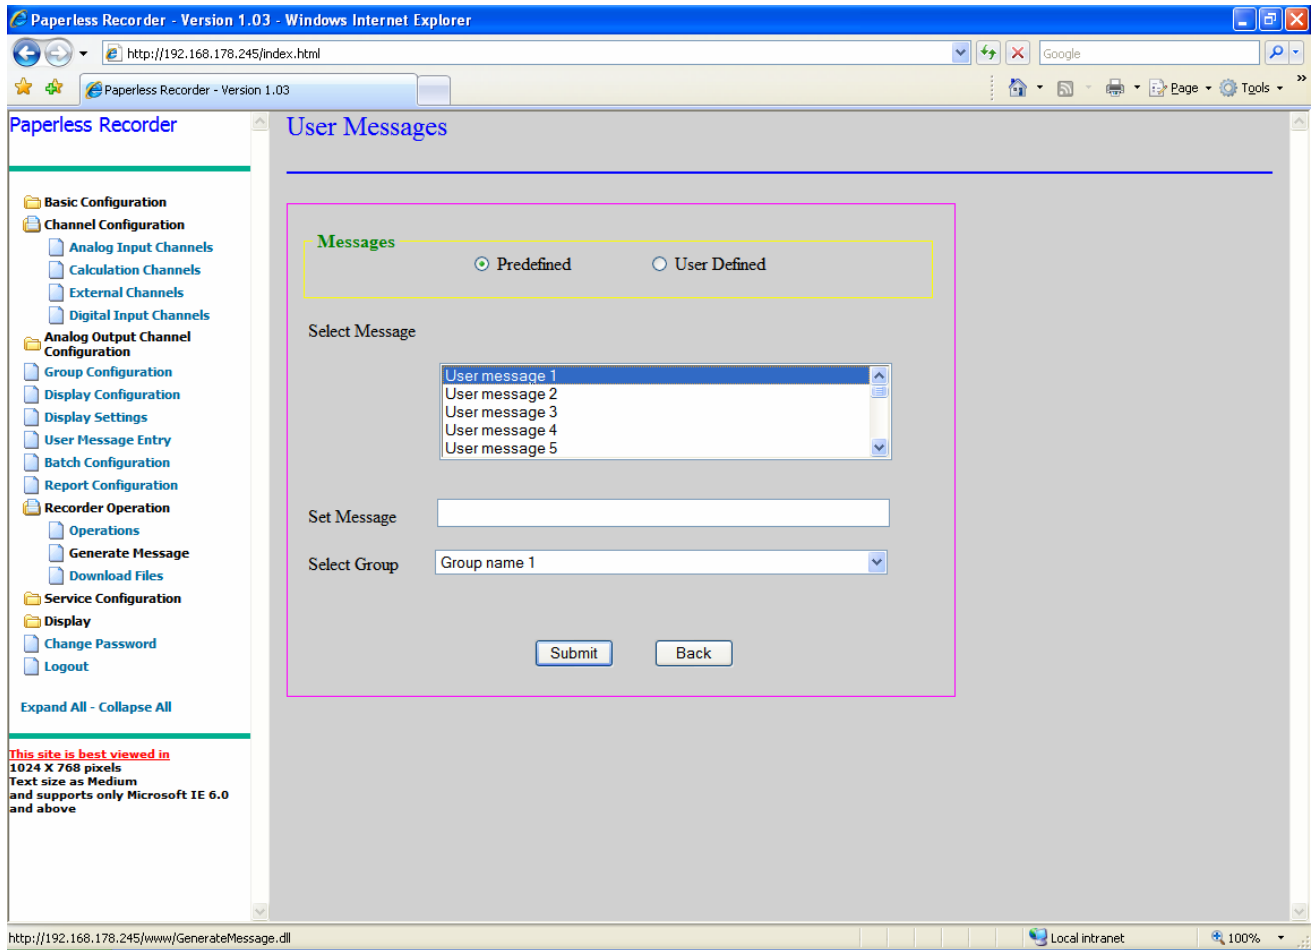 Paperless Recorder - Version 1.03 - Windows Internet Explorer
http://192.168.178.245/index.html
Google
Paperless Recorder - Version 1.03
Page
Tools
»
Paperless Recorder
Basic Configuration
Channel Configuration
Analog Input Channels
Calculation Channels
External Channels
Digital Input Channels
Analog Output Channel
Configuration
Group Configuration
Display Configuration
Display Settings
User Message Entry
Batch Configuration
Report Configuration
Recorder Operation
Operations
Generate Message
Download Files
Service Configuration
Display
Change Password
Logout
Expand All - Collapse All
This site is best viewed in
1024 X 768 pixels
Text size as Medium
and supports only Microsoft IE 6.0
and above
User Messages
Messages
Predefined
User Defined
Select Message
User message 1
User message 2
User message 3
User message 4
User message 5
Set Message
Select Group
Group name 1
Submit
Back
http://192.168.178.245/www/GenerateMessage.dll
Local intranet
100%